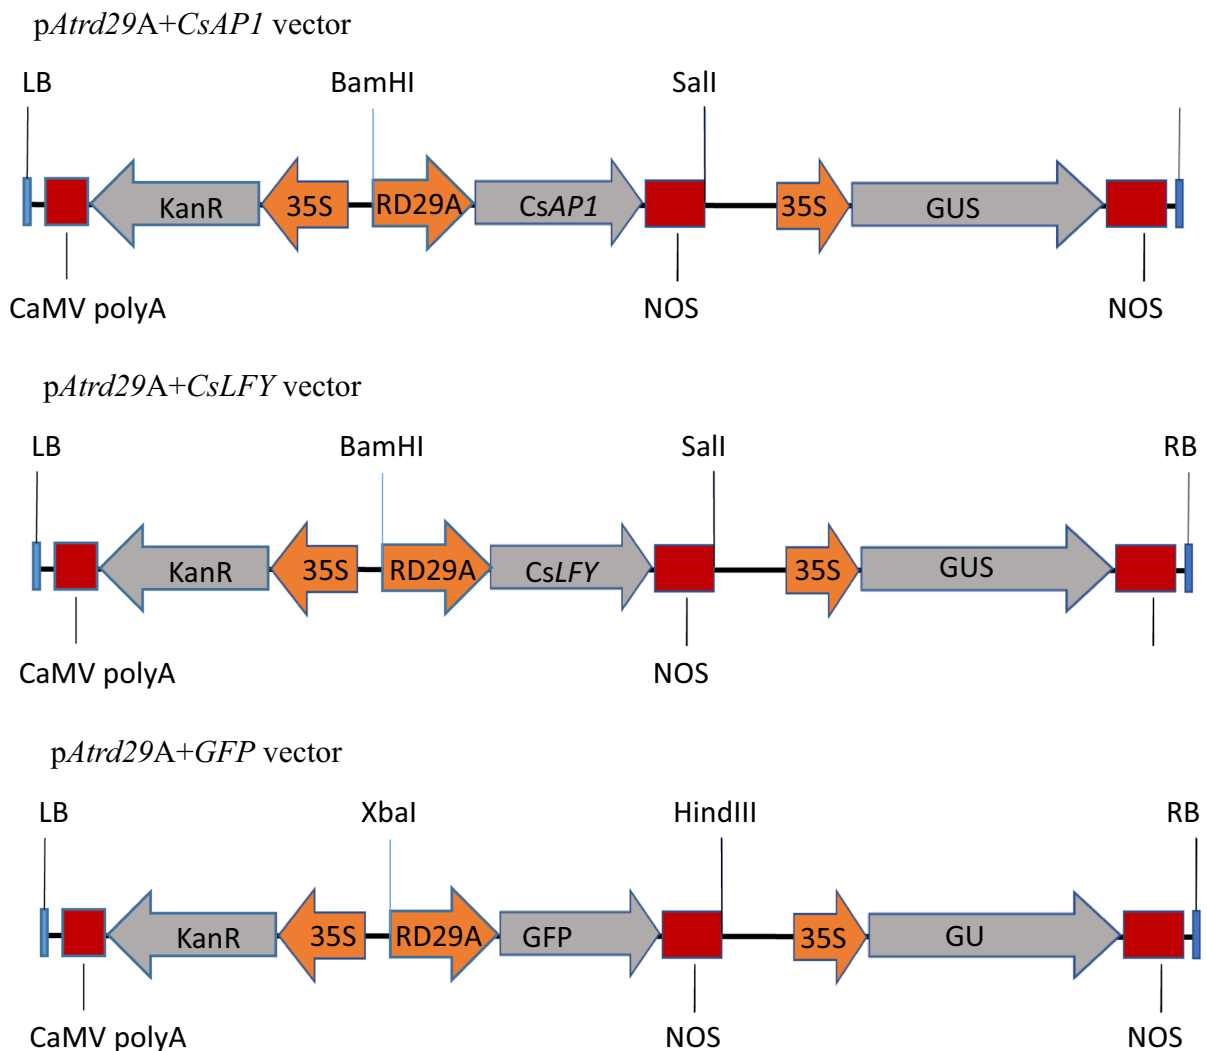 pAtrd29A+CsAP1 vector
LB BamHI SalI
KanR 35S RD29A CsAP1 35S GUS
CaMV polyA NOS NOS
pAtrd29A+CsLFY vector
LB BamHI SalI RB
KanR 35S RD29A CsLFY 35S GUS
CaMV polyA NOS
pAtrd29A+GFP vector
LB XbaI HindIII RB
KanR 35S RD29A GFP 35S GU
CaMV polyA NOS NOS